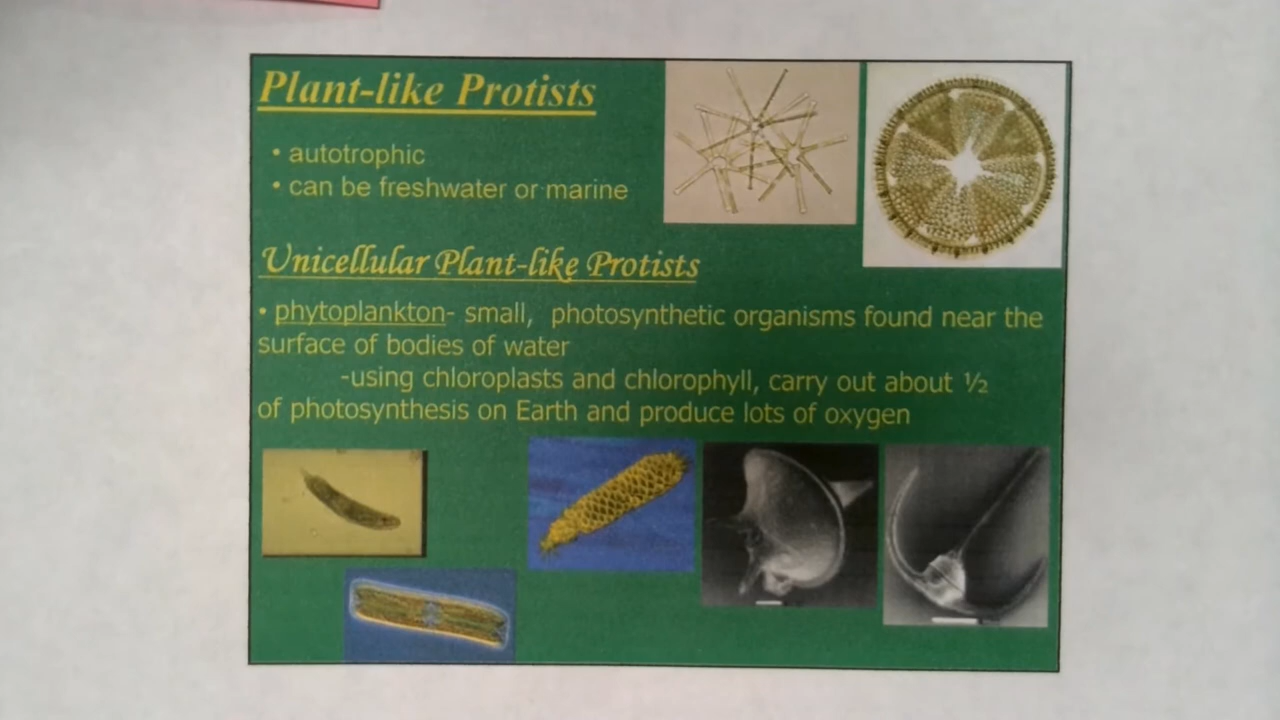 Plant-like Protists
• autotrophic
• can be freshwater or marine
Unicellular Plant-like Protists
• phytoplankton- small, photosynthetic organisms found near the
surface of bodies of water
-using chloroplasts and chlorophyll, carry out about ½
of photosynthesis on Earth and produce lots of oxygen